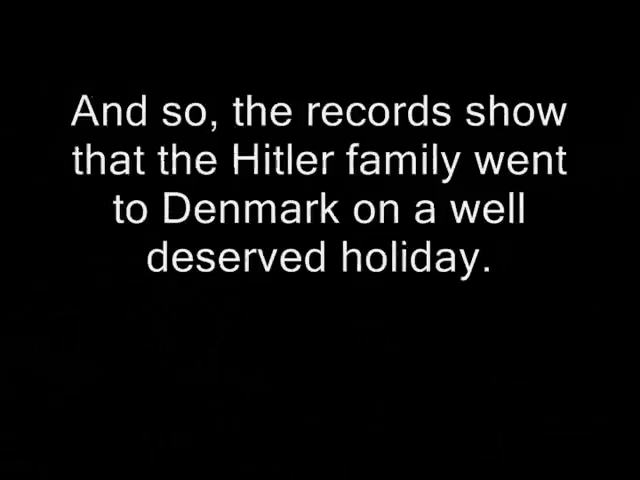 And so, the records show
that the Hitler family went
to Denmark on a well
deserved holiday.